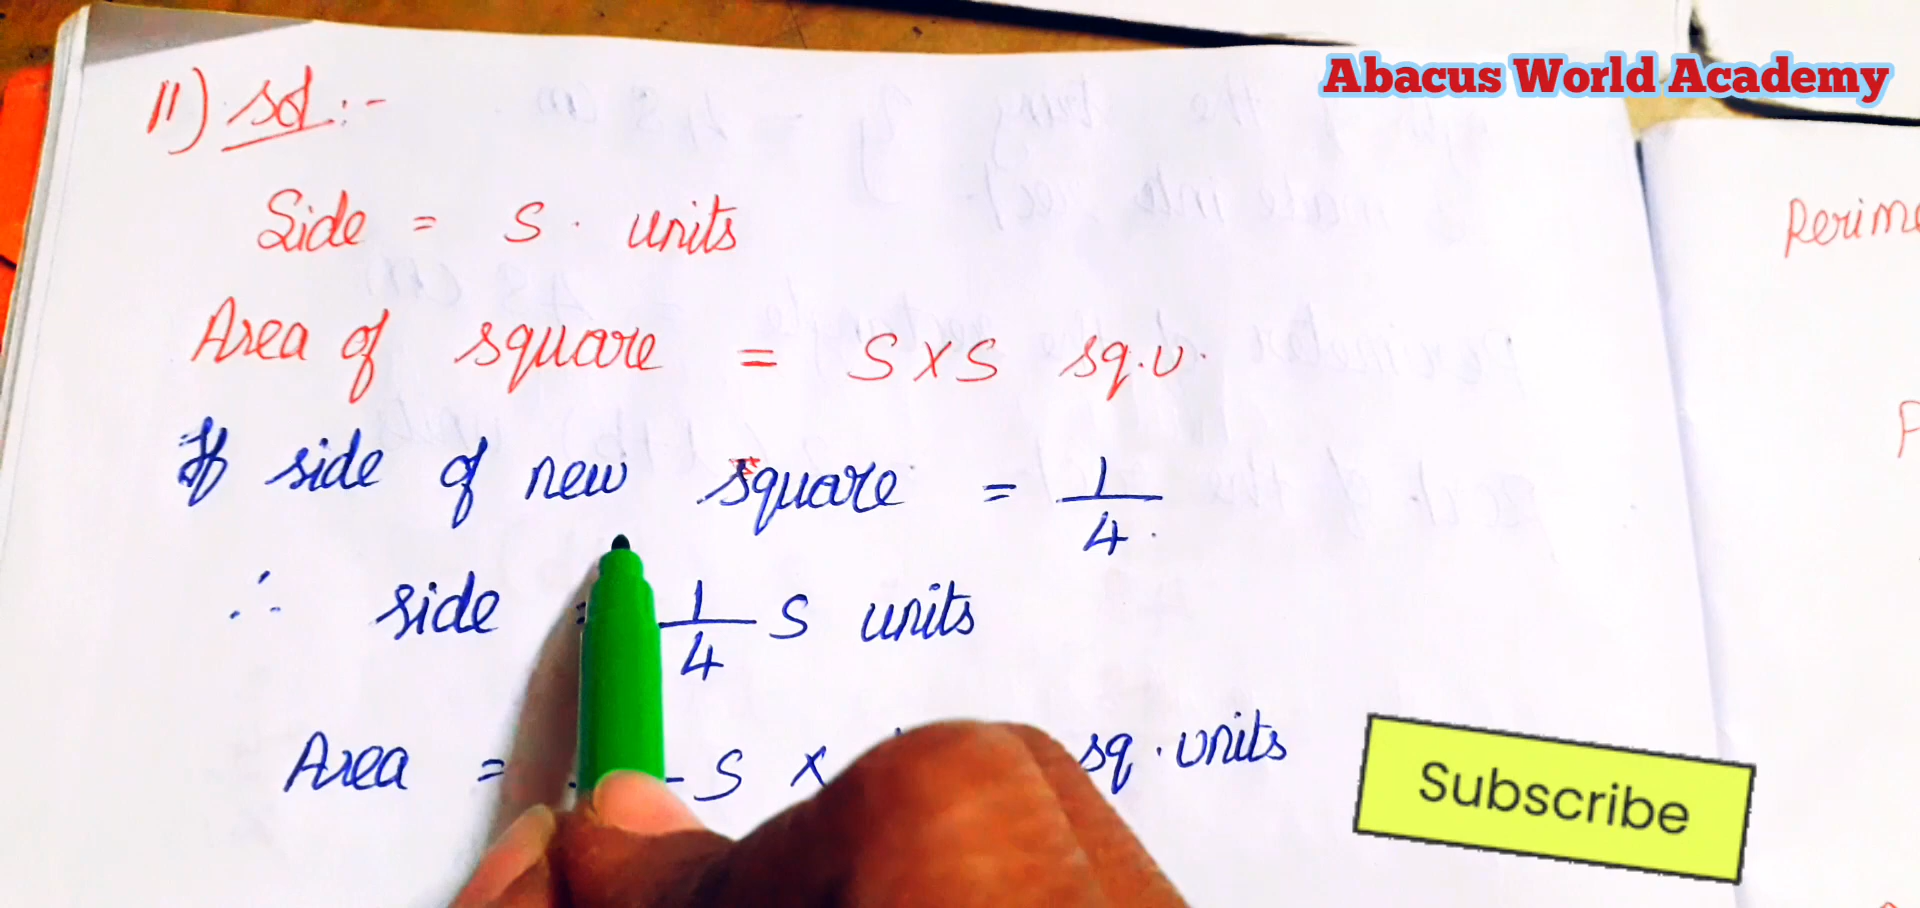 Abacus World Academy
11) Sol:-
Side = S. units
Perime
Area of square = S×S sq.u.
If side of new square = 1/4.
∴ side = 1/4 S units
Area = S × sq.units
Subscribe